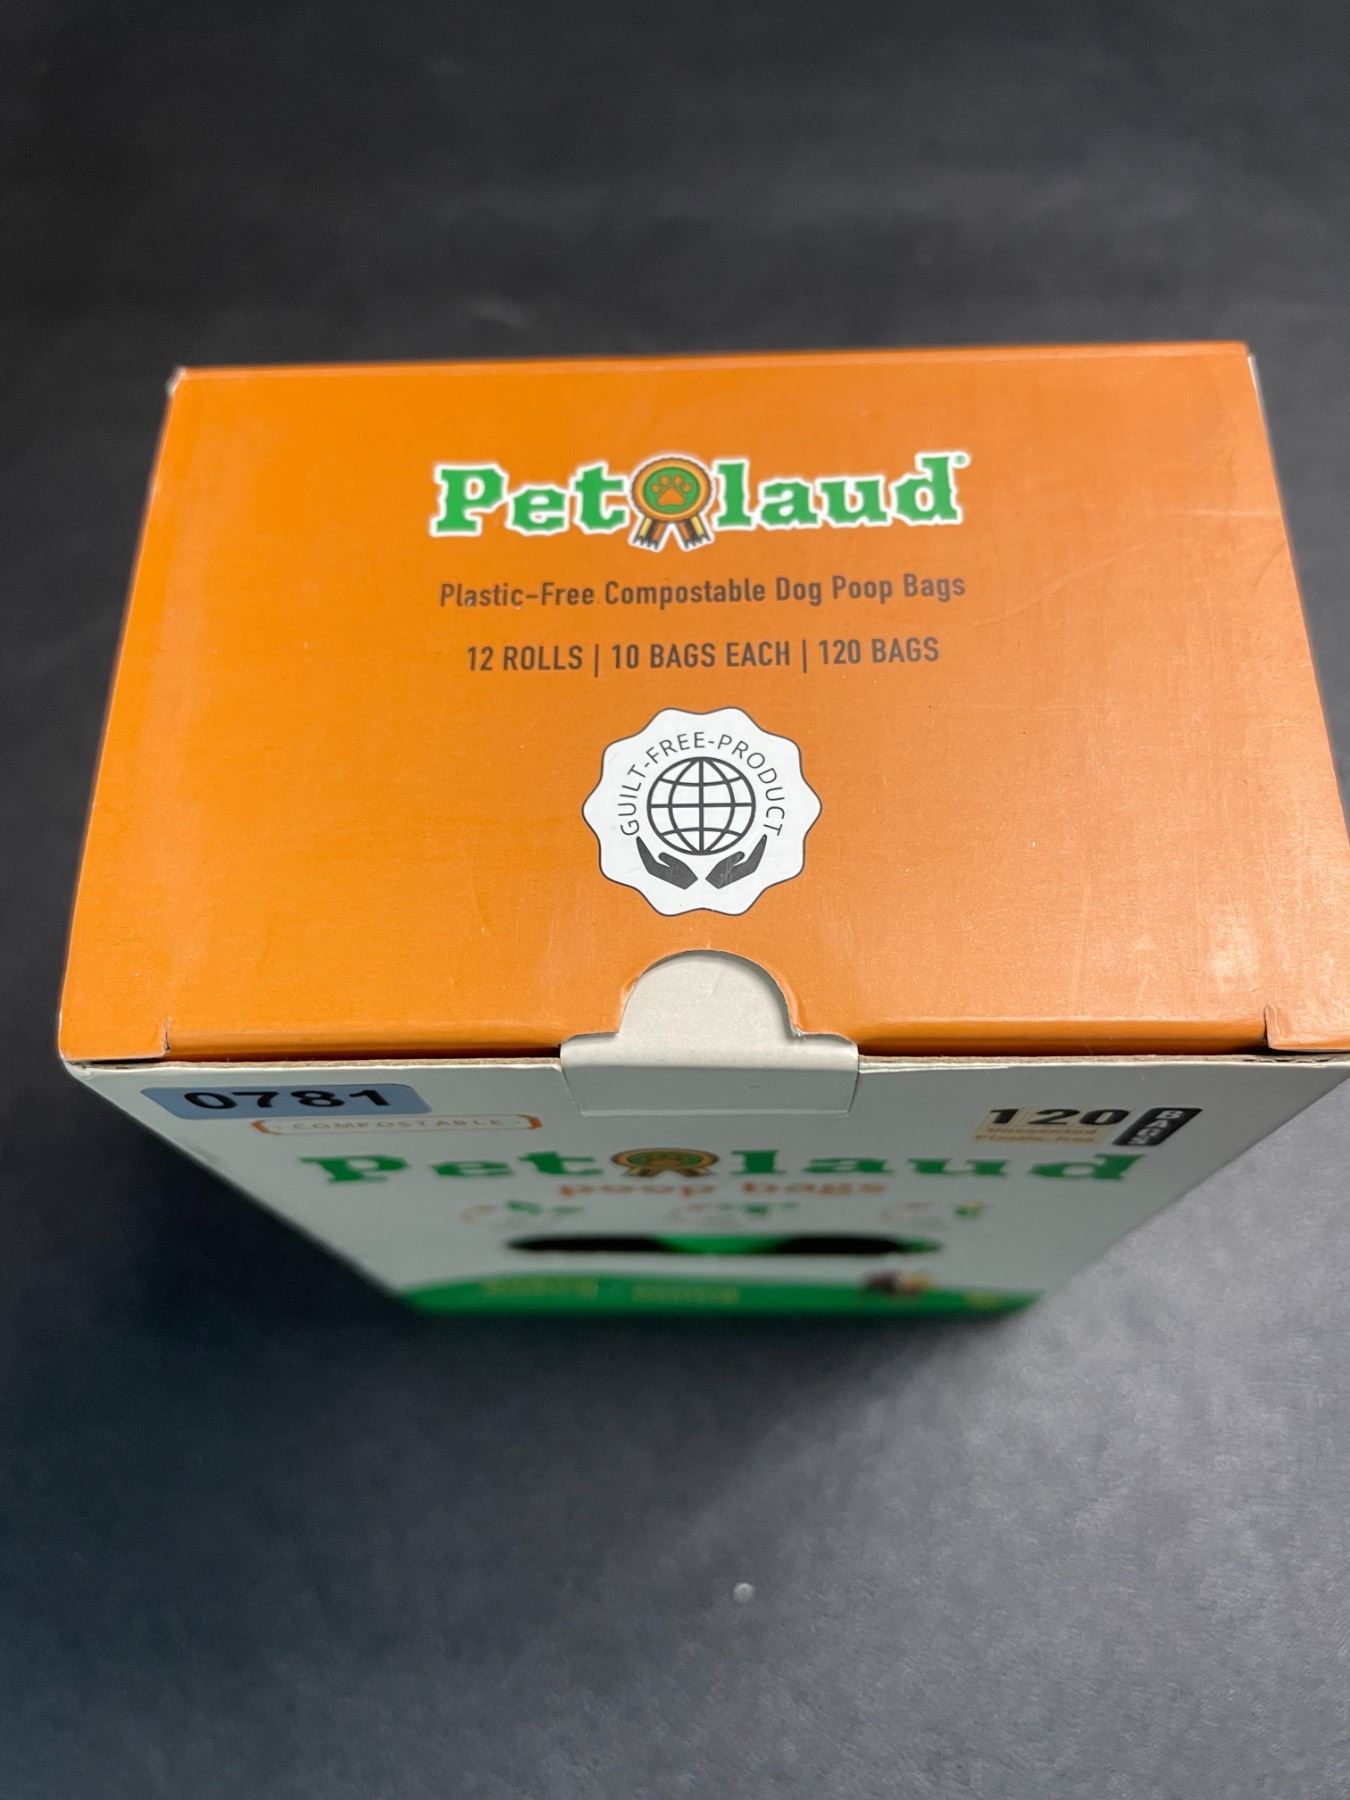 Petlaud®
Plastic-Free Compostable Dog Poop Bags
12 ROLLS | 10 BAGS EACH | 120 BAGS
GUILT-FREE-PRODUCT
0781
COMPOSTABLE
120 BAGS
Petlaud
poop bags